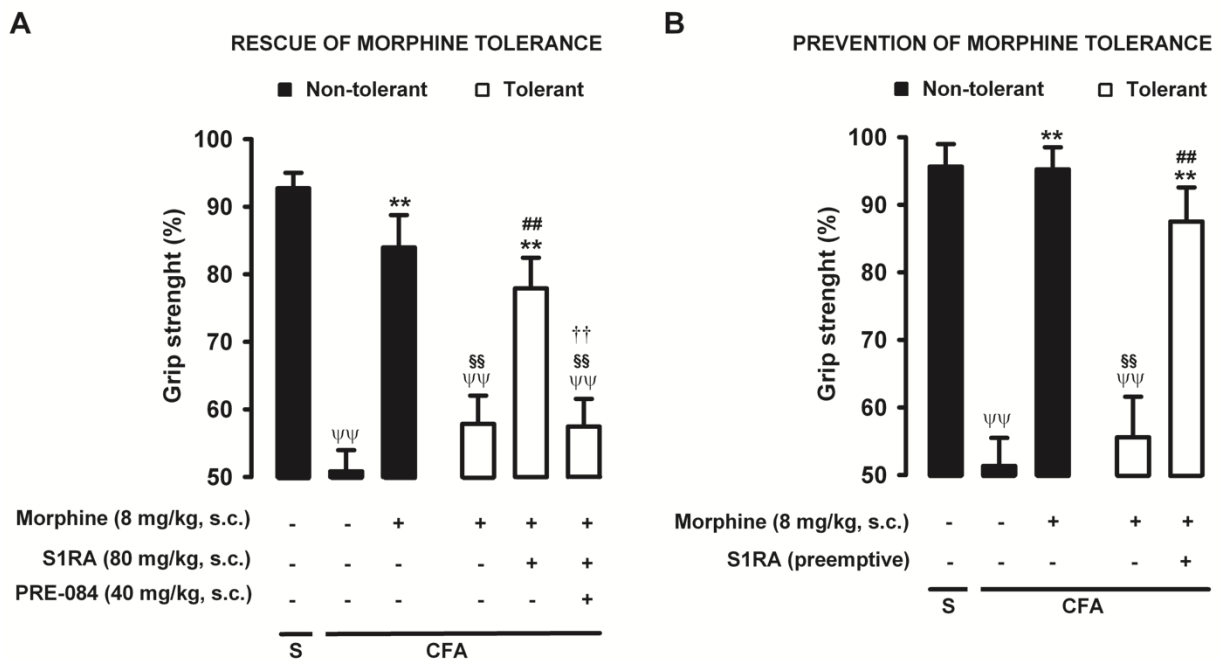 A
RESCUE OF MORPHINE TOLERANCE
Non-tolerant Tolerant
Grip strenght (%)
100
90
80
70
60
50
ψψ
**
§§
ψψ
##
**
††
§§
ψψ
Morphine (8 mg/kg, s.c.) - - + + + +
S1RA (80 mg/kg, s.c.) - - - - + +
PRE-084 (40 mg/kg, s.c.) - - - - - +
S CFA
B
PREVENTION OF MORPHINE TOLERANCE
Non-tolerant Tolerant
Grip strenght (%)
100
90
80
70
60
50
ψψ
**
§§
ψψ
##
**
Morphine (8 mg/kg, s.c.) - - + + +
S1RA (preemptive) - - - - +
S CFA